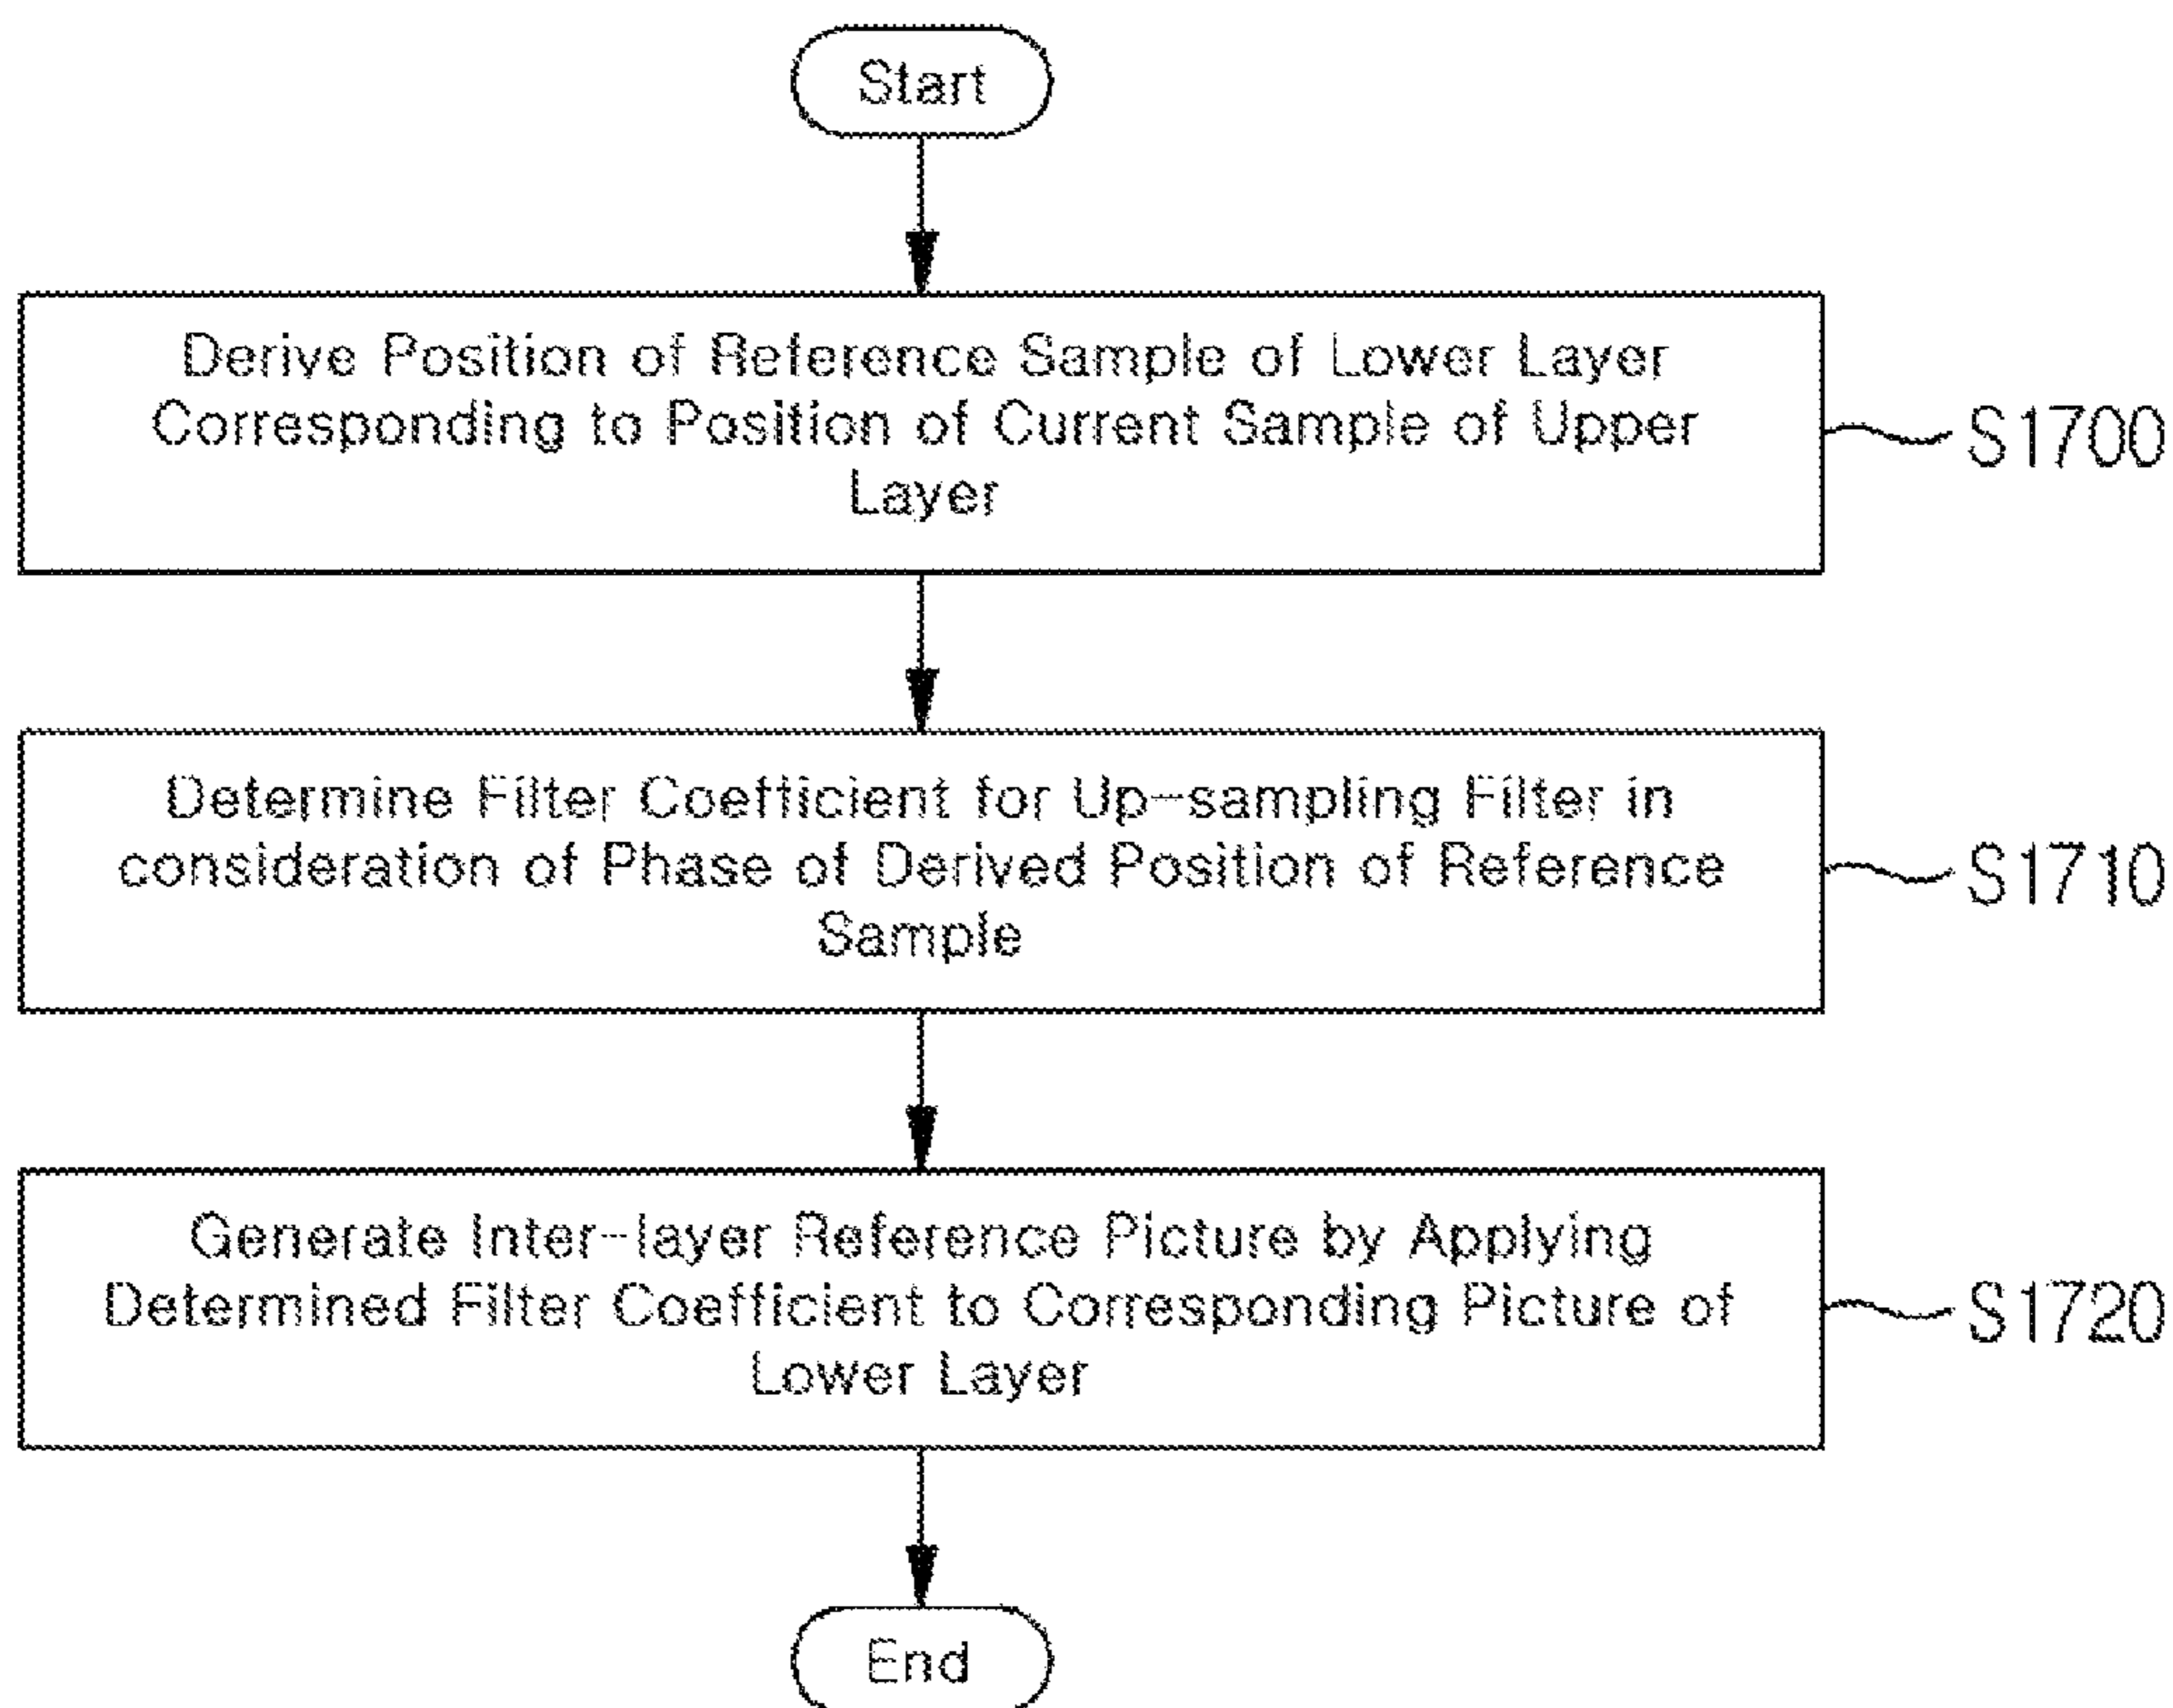 Start
Derive Position of Reference Sample of Lower Layer
Corresponding to Position of Current Sample of Upper
Layer
S1700
Determine Filter Coefficient for Up-sampling Filter in
consideration of Phase of Derived Position of Reference
Sample
S1710
Generate Inter-layer Reference Picture by Applying
Determined Filter Coefficient to Corresponding Picture of
Lower Layer
S1720
End